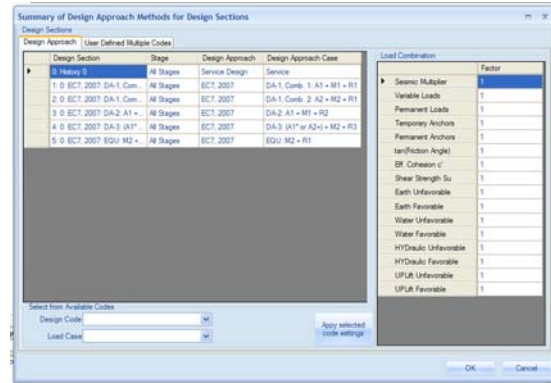 Summary of Design Approach Methods for Design Sections
Design Sections
Design Approach User Defined Multiple Codes
Design Section Stage Design Approach Design Approach Case
0: History 0 All Stages Service Design Service
1: 0: EC7, 2007: DA-1, Com... All Stages EC7, 2007 DA-1, Comb. 1: A1 + M1 + R1
2: 0: EC7, 2007: DA-1, Com... All Stages EC7, 2007 DA-1, Comb. 2: A2 + M2 + R1
3: 0: EC7, 2007: DA-2: A1 +... All Stages EC7, 2007 DA-2: A1 + M1 + R2
4: 0: EC7, 2007: DA-3: (A1*... All Stages EC7, 2007 DA-3: (A1* or A2+) + M2 + R3
5: 0: EC7, 2007: EQU: M2 +... All Stages EC7, 2007 EQU: M2 + R1
Select from Available Codes
Design Code
Load Case
Appy selected
code settings
Load Combination
Factor
Seismic Multiplier 1
Variable Loads 1
Permanent Loads 1
Temporary Anchors 1
Permanent Anchors 1
tan(Friction Angle) 1
Eff. Cohesion c' 1
Shear Strength Su 1
Earth Unfavorable 1
Earth Favorable 1
Water Unfavorable 1
Water Favorable 1
HYDraulic Unfavorable 1
HYDraulic Favorable 1
UPLift Unfavorable 1
UPLift Favorable 1
OK Cancel